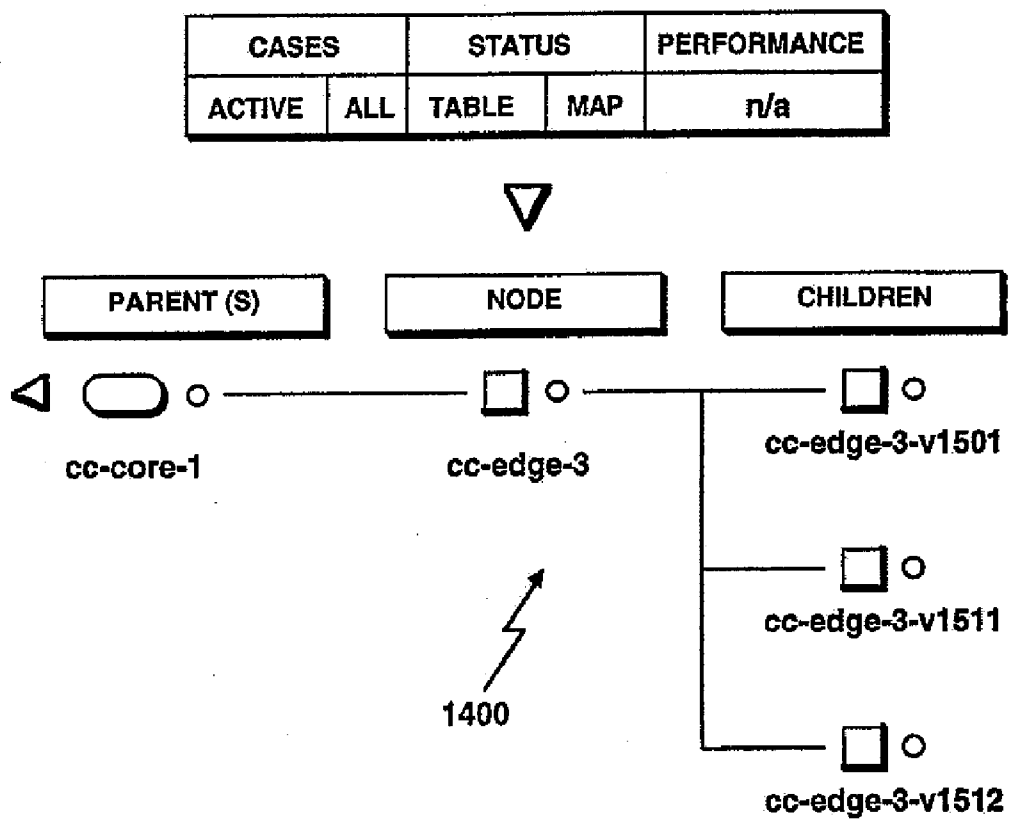 CASES STATUS PERFORMANCE
ACTIVE ALL TABLE MAP n/a
PARENT (S) NODE CHILDREN
cc-core-1 cc-edge-3 cc-edge-3-v1501
cc-edge-3-v1511
1400
cc-edge-3-v1512